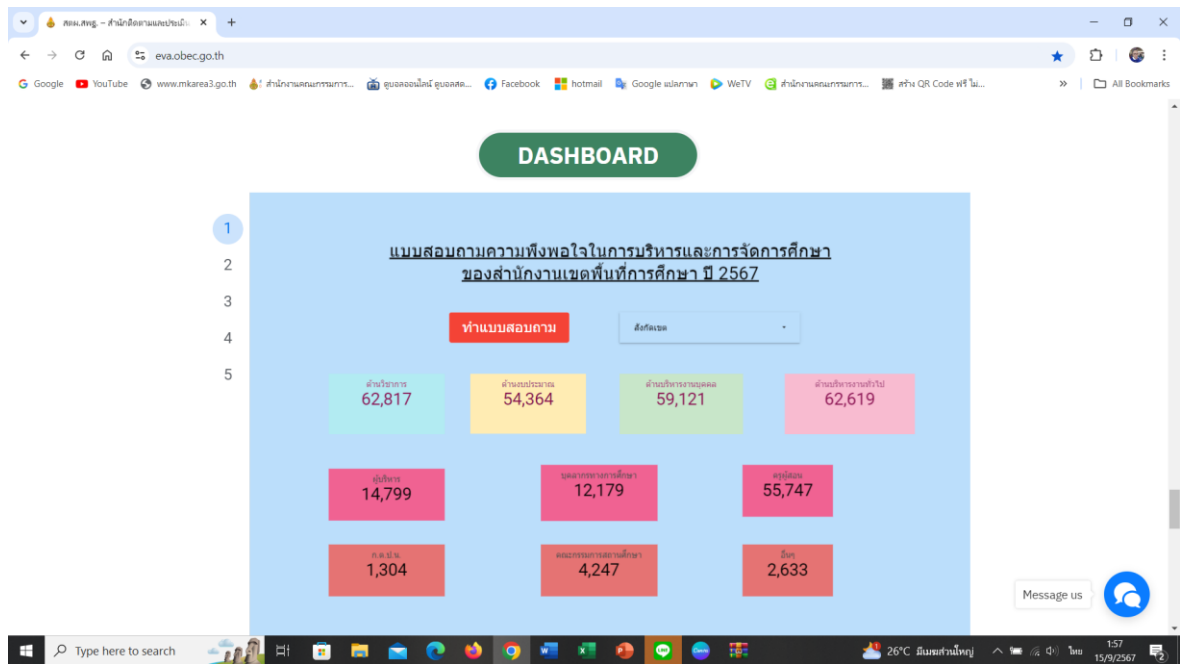 สตผ.สพฐ. – สำนักติดตามและประเมิน
eva.obec.go.th
Google YouTube www.mkarea3.go.th สำนักงานคณะกรรมการ... ดูบอลออนไลน์ ดูบอลสด... Facebook hotmail Google แปลภาษา WeTV สำนักงานคณะกรรมการ... สร้าง QR Code ฟรี ไม่... » All Bookmarks
DASHBOARD
1
2
3
4
5
แบบสอบถามความพึงพอใจในการบริหารและการจัดการศึกษา
ของสำนักงานเขตพื้นที่การศึกษา ปี 2567
ทำแบบสอบถาม สังกัดเขต
ด้านวิชาการ ด้านงบประมาณ ด้านบริหารงานบุคคล ด้านบริหารงานทั่วไป
62,817 54,364 59,121 62,619
ผู้บริหาร บุคลากรทางการศึกษา ครูผู้สอน
14,799 12,179 55,747
ก.ต.ป.น. คณะกรรมการสถานศึกษา อื่นๆ
1,304 4,247 2,633
Message us
Type here to search 26°C มีเมฆส่วนใหญ่ ไทย 1:57
15/9/2567